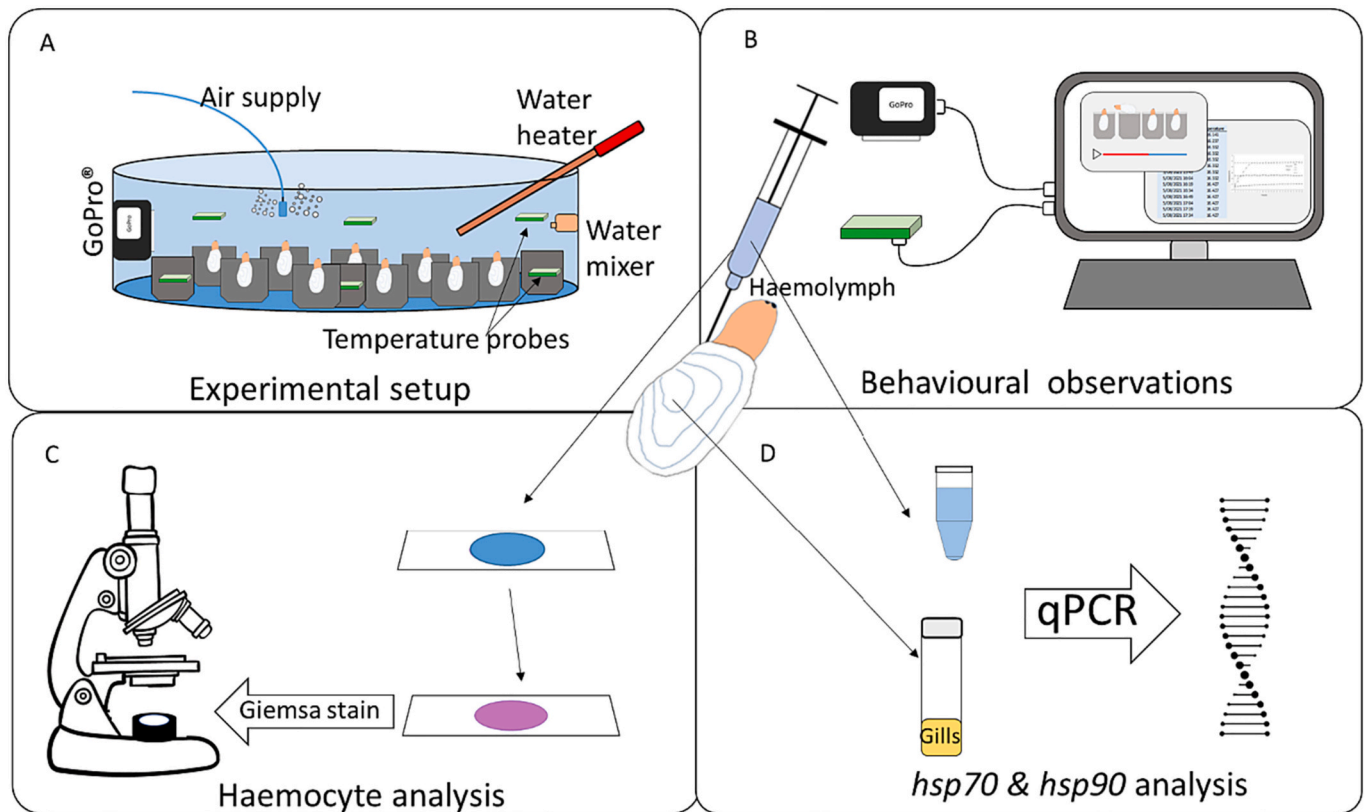 A
Air supply
Water
heater
GoPro®
GoPro
Water
mixer
Temperature probes
Experimental setup
B
GoPro
Haemolymph
Behavioural observations
C
Giemsa stain
Haemocyte analysis
D
qPCR
Gills
hsp70 & hsp90 analysis